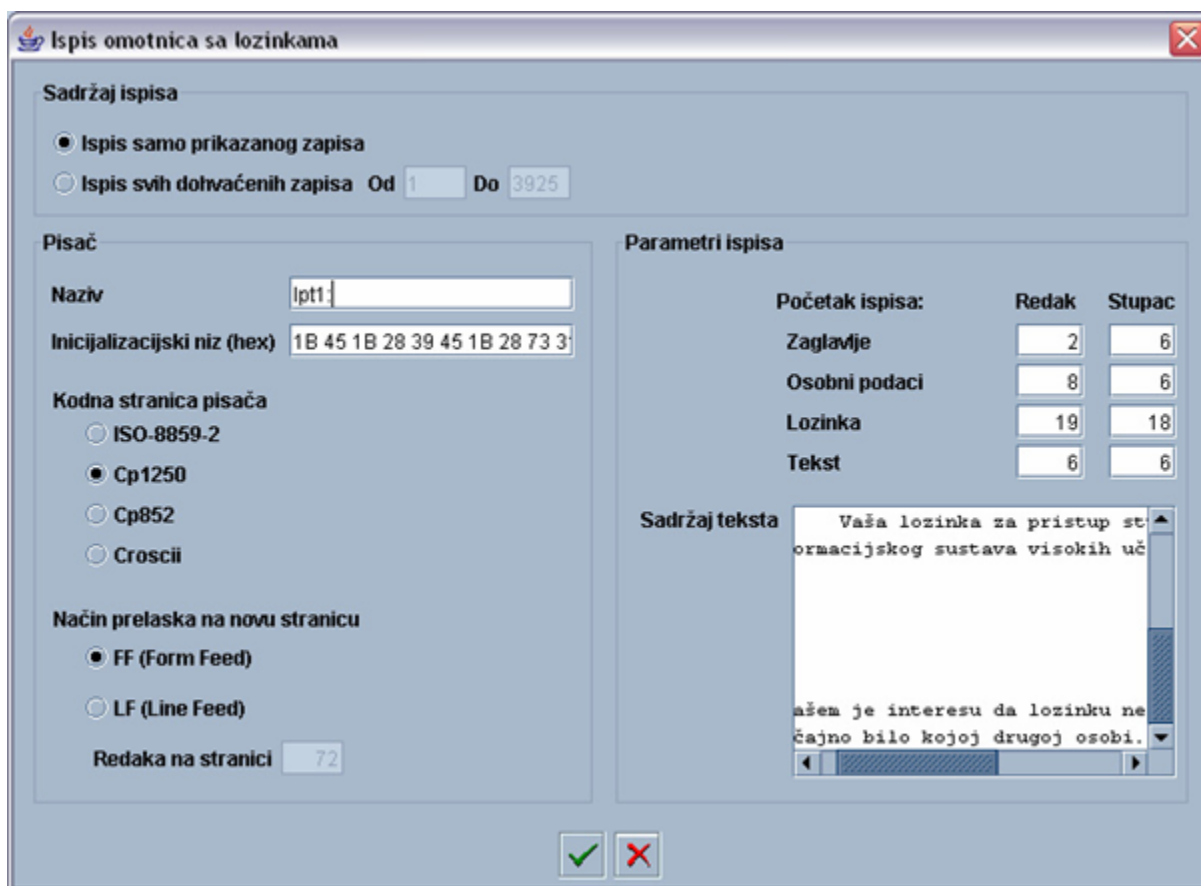 Ispis omotnica sa lozinkama
Sadržaj ispisa
Ispis samo prikazanog zapisa
Ispis svih dohvaćenih zapisa Od 1 Do 3925
Pisač
Naziv lpt1:
Inicijalizacijski niz (hex) 1B 45 1B 28 39 45 1B 28 73 3
Kodna stranica pisača
ISO-8859-2
Cp1250
Cp852
Croscii
Način prelaska na novu stranicu
FF (Form Feed)
LF (Line Feed)
Redaka na stranici 72
Parametri ispisa
Početak ispisa: Redak Stupac
Zaglavlje 2 6
Osobni podaci 8 6
Lozinka 19 18
Tekst 6 6
Sadržaj teksta
Vaša lozinka za pristup st
ormacijskog sustava visokih uč
ašem je interesu da lozinku ne
čajno bilo kojoj drugoj osobi.